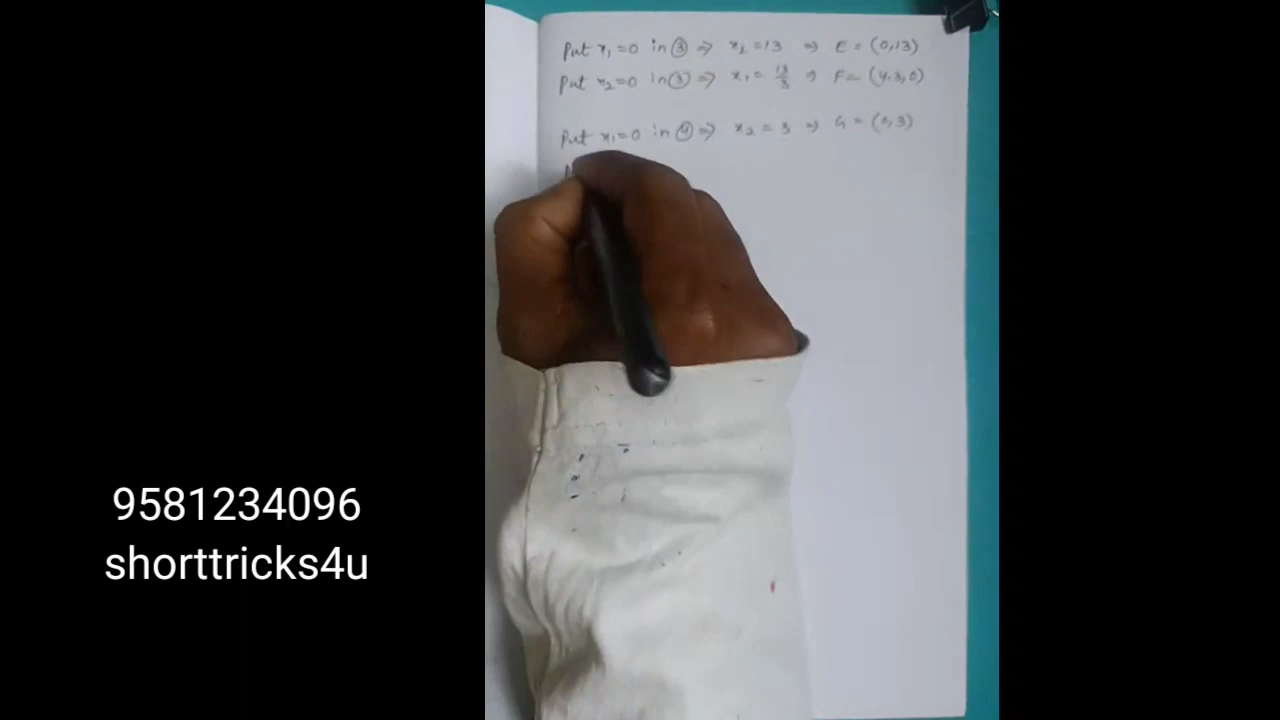 Put x₁=0 in ③ ⇒ x₂=13 ⇒ E = (0,13)
Put x₂=0 in ③ ⇒ x₁= 13/3 ⇒ F= (4.3,0)
Put x₁=0 in ④ ⇒ x₂ = 3 ⇒ G = (0,3)
9581234096
shorttricks4u